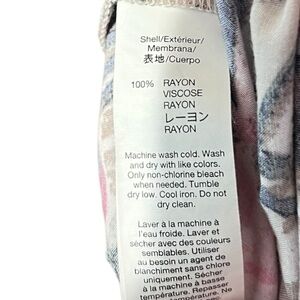 Shell/Extérieur/
Membrana/
表地/Cuerpo
100% RAYON
VISCOSE
RAYON
レーヨン
RAYON
Machine wash cold. Wash
and dry with like colors.
Only non-chlorine bleach
when needed. Tumble
dry low. Cool iron. Do not
dry clean.
Laver à la machine à
l'eau froide. Laver et
sécher avec des couleurs
semblables. Utiliser
au besoin un agent de
blanchiment sans chlore
uniquement. Sécher
à basse température.
température. Repasser